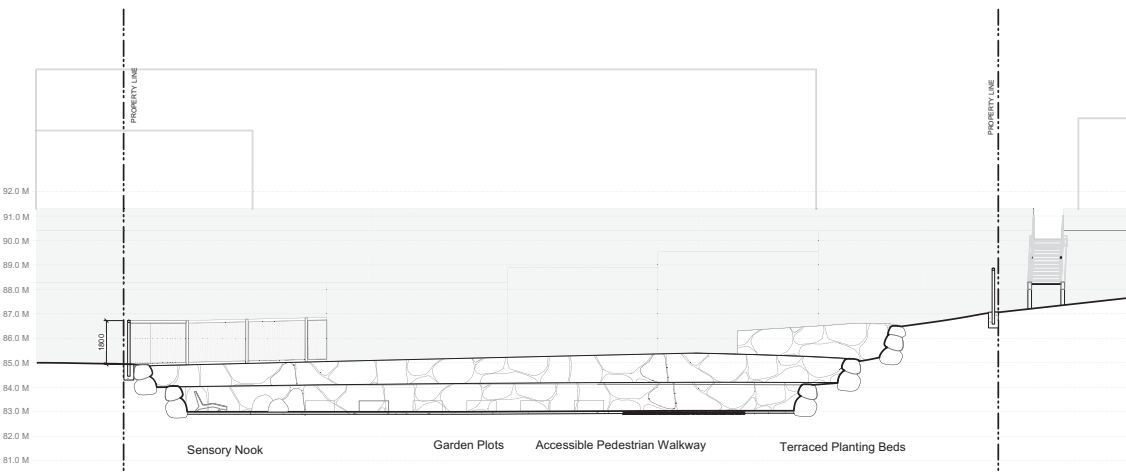 PROPERTY LINE
PROPERTY LINE
92.0 M
91.0 M
90.0 M
89.0 M
88.0 M
87.0 M
86.0 M
85.0 M
84.0 M
83.0 M
82.0 M
81.0 M
1800
Sensory Nook
Garden Plots
Accessible Pedestrian Walkway
Terraced Planting Beds